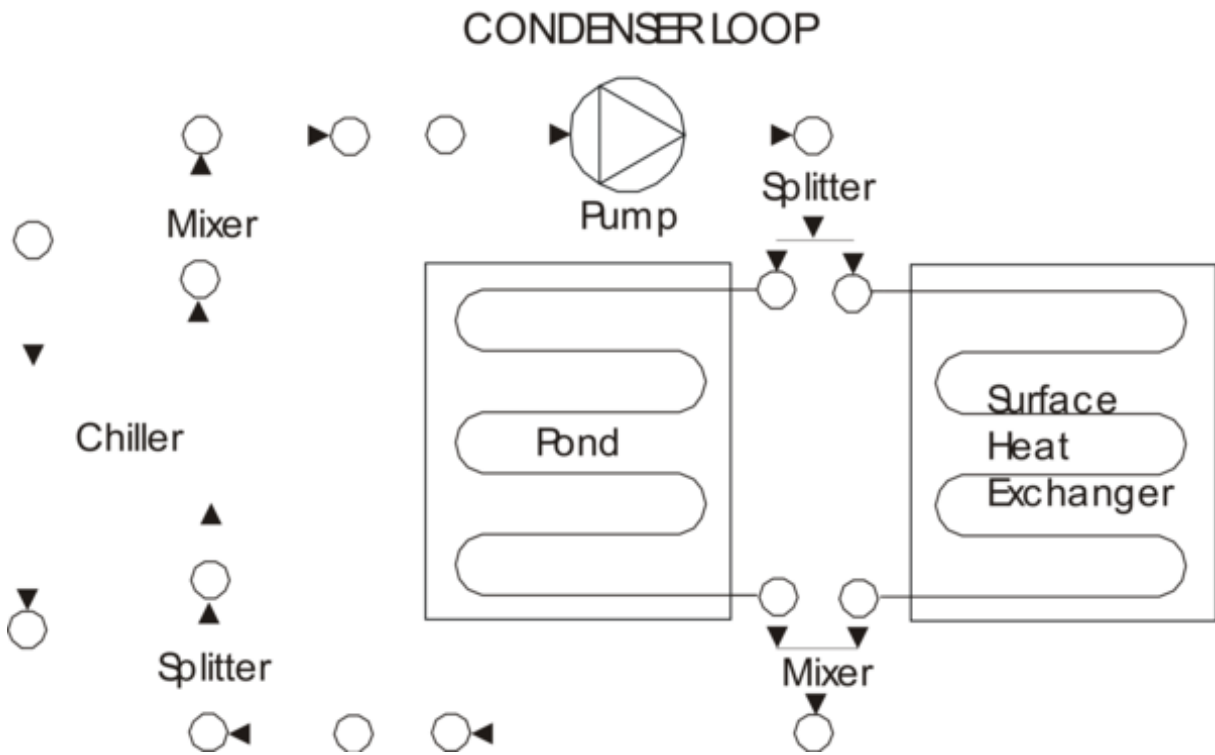 CONDENSER LOOP
Splitter
Pump
Mixer
Surface
Heat
Exchanger
Pond
Chiller
Splitter
Mixer